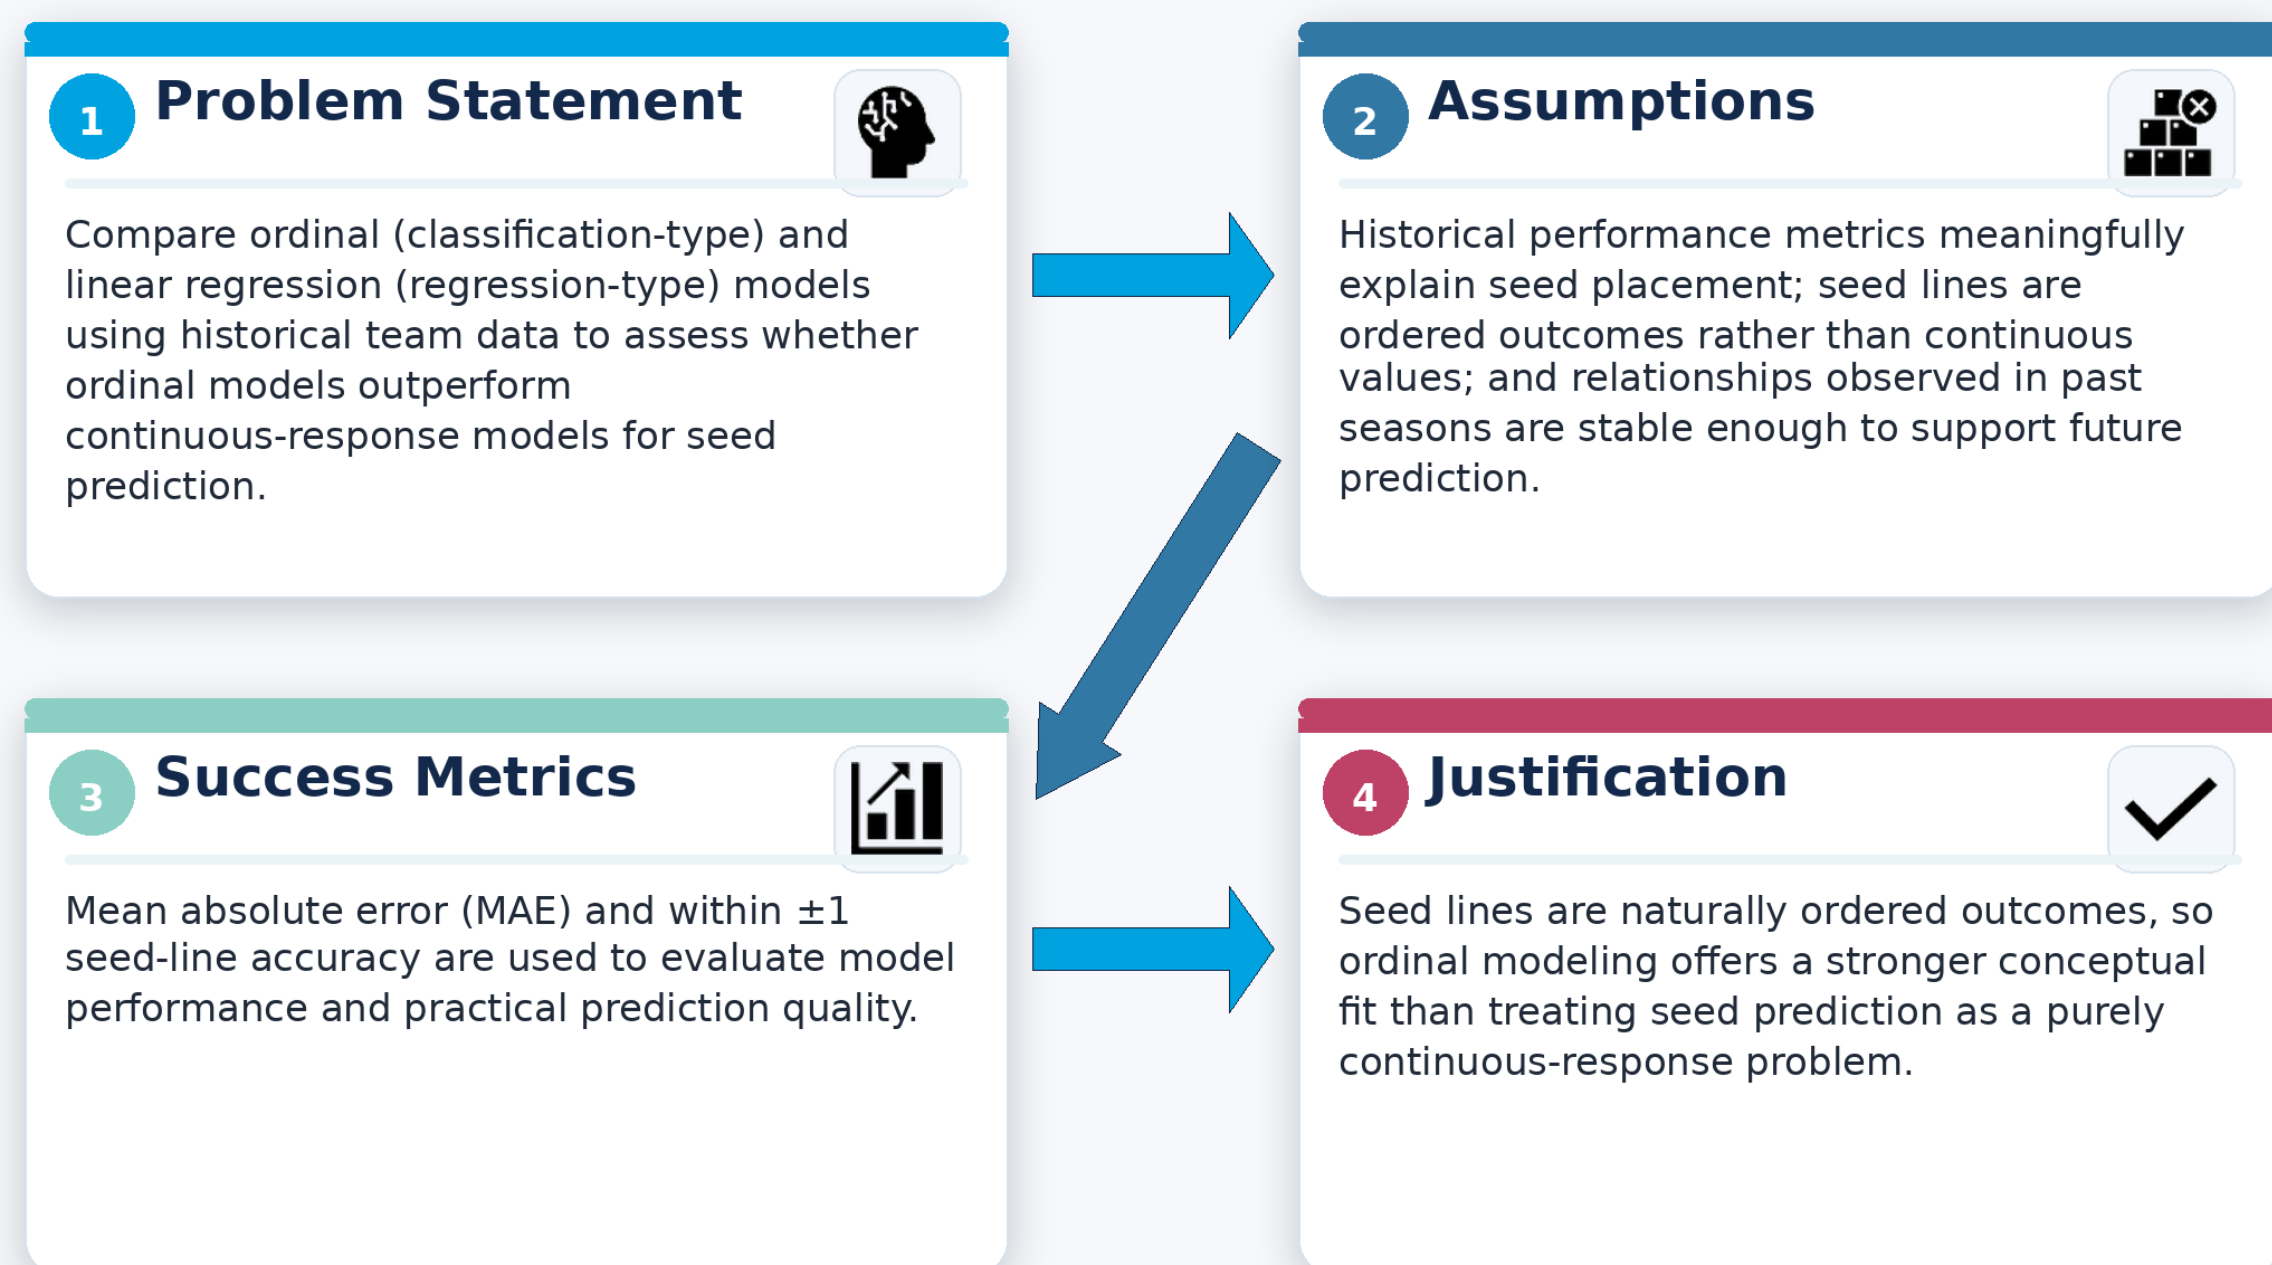 1 Problem Statement
Compare ordinal (classification-type) and
linear regression (regression-type) models
using historical team data to assess whether
ordinal models outperform
continuous-response models for seed
prediction.
2 Assumptions
Historical performance metrics meaningfully
explain seed placement; seed lines are
ordered outcomes rather than continuous
values; and relationships observed in past
seasons are stable enough to support future
prediction.
3 Success Metrics
Mean absolute error (MAE) and within ±1
seed-line accuracy are used to evaluate model
performance and practical prediction quality.
4 Justification
Seed lines are naturally ordered outcomes, so
ordinal modeling offers a stronger conceptual
fit than treating seed prediction as a purely
continuous-response problem.